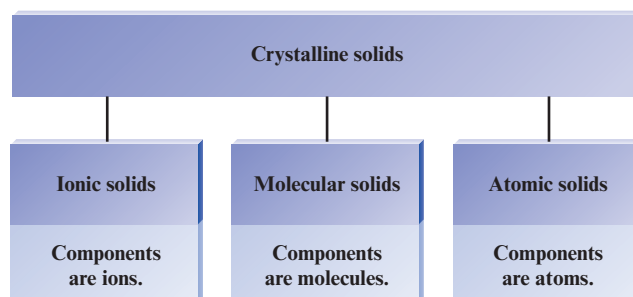 Crystalline solids
Ionic solids
Components
are ions.
Molecular solids
Components
are molecules.
Atomic solids
Components
are atoms.